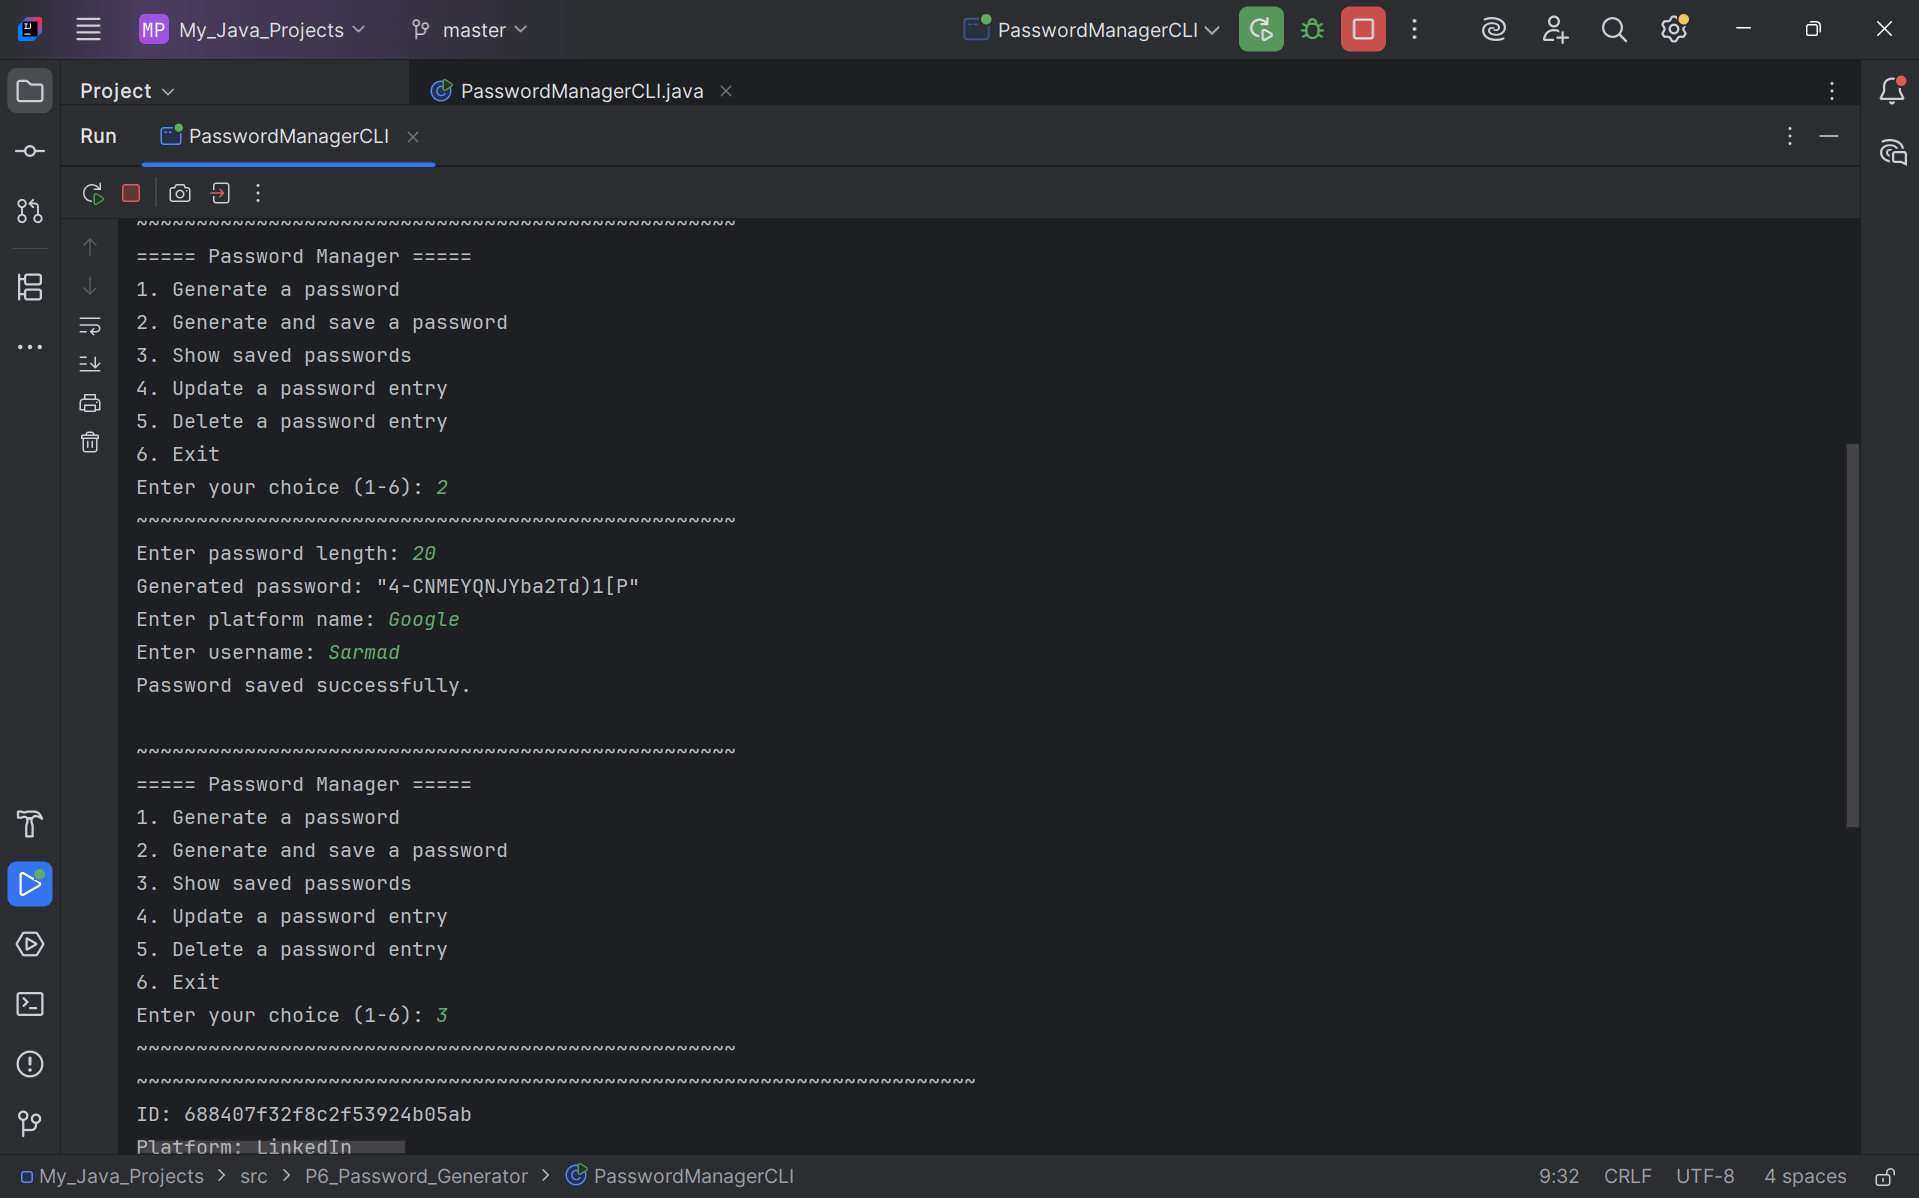 MP My_Java_Projects master PasswordManagerCLI
Project PasswordManagerCLI.java
Run PasswordManagerCLI
~~~~~~~~~~~~~~~~~~~~~~~~~~~~~~~~~~~~~~~~~~~~~~~~~~
===== Password Manager =====
1. Generate a password
2. Generate and save a password
3. Show saved passwords
4. Update a password entry
5. Delete a password entry
6. Exit
Enter your choice (1-6): 2
~~~~~~~~~~~~~~~~~~~~~~~~~~~~~~~~~~~~~~~~~~~~~~~~~~
Enter password length: 20
Generated password: "4-CNMEYQNJYba2Td)1[P"
Enter platform name: Google
Enter username: Sarmad
Password saved successfully.
~~~~~~~~~~~~~~~~~~~~~~~~~~~~~~~~~~~~~~~~~~~~~~~~~~
===== Password Manager =====
1. Generate a password
2. Generate and save a password
3. Show saved passwords
4. Update a password entry
5. Delete a password entry
6. Exit
Enter your choice (1-6): 3
~~~~~~~~~~~~~~~~~~~~~~~~~~~~~~~~~~~~~~~~~~~~~~~~~~
~~~~~~~~~~~~~~~~~~~~~~~~~~~~~~~~~~~~~~~~~~~~~~~~~~~~~~~~~~~~~~~~~~~~~~
ID: 688407f32f8c2f53924b05ab
Platform: LinkedIn
My_Java_Projects > src > P6_Password_Generator > PasswordManagerCLI 9:32 CRLF UTF-8 4 spaces